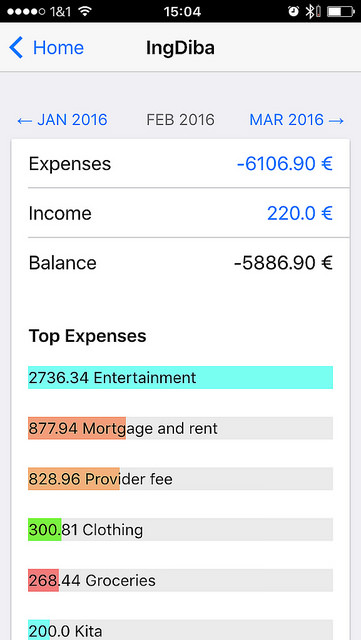 1&1 15:04
Home IngDiba
← JAN 2016 FEB 2016 MAR 2016 →
Expenses -6106.90 €
Income 220.0 €
Balance -5886.90 €
Top Expenses
2736.34 Entertainment
877.94 Mortgage and rent
828.96 Provider fee
300.81 Clothing
268.44 Groceries
200.0 Kita